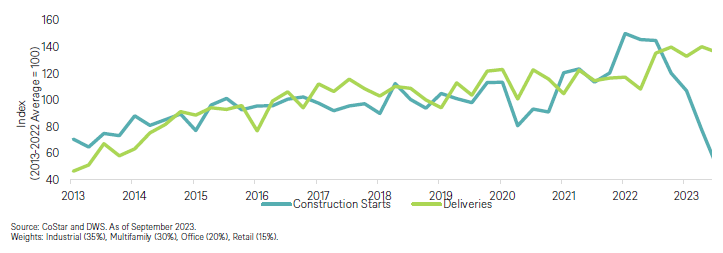 160
140
120
100
80
60
40
Index
(2013-2022 Average = 100)
2013 2014 2015 2016 2017 2018 2019 2020 2021 2022 2023
Construction Starts Deliveries
Source: CoStar and DWS. As of September 2023.
Weights: Industrial (35%), Multifamily (30%), Office (20%), Retail (15%).